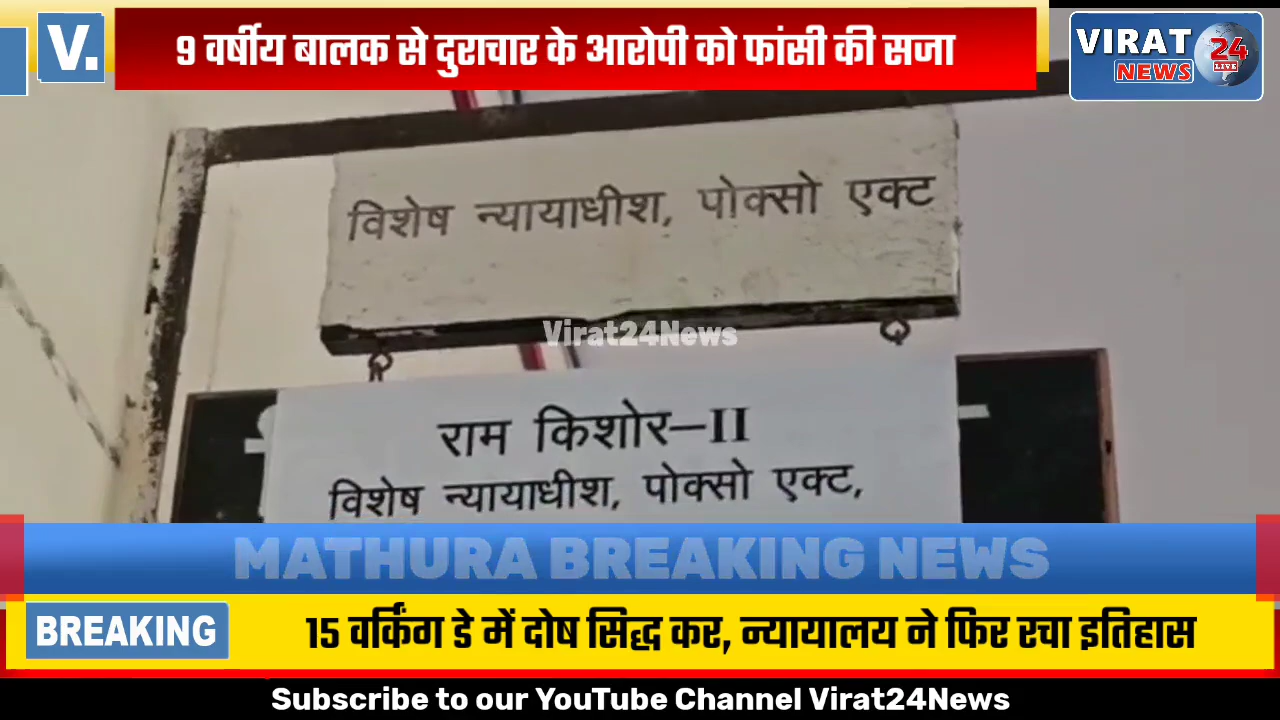 V.
9 वर्षीय बालक से दुराचार के आरोपी को फांसी की सजा
VIRAT
NEWS
24
LIVE
विशेष न्यायाधीश, पोक्सो एक्ट
Virat24News
राम किशोर–II
विशेष न्यायाधीश, पोक्सो एक्ट,
MATHURA BREAKING NEWS
BREAKING
15 वर्किंग डे में दोष सिद्ध कर, न्यायालय ने फिर रचा इतिहास
Subscribe to our YouTube Channel Virat24News